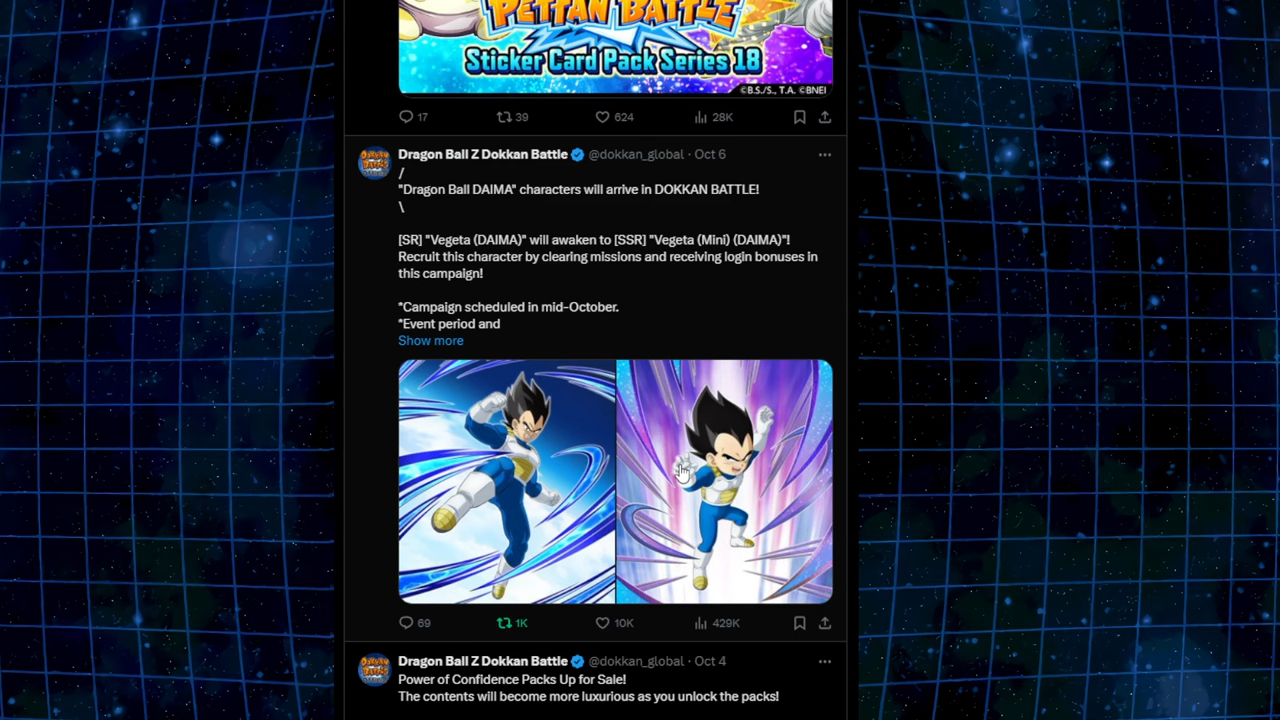 PETTAN BATTLE
Sticker Card Pack Series 18
©B.S./S., T.A. ©BNEI
17 39 624 28K
Dragon Ball Z Dokkan Battle @dokkan_global · Oct 6
/
"Dragon Ball DAIMA" characters will arrive in DOKKAN BATTLE!
\
[SR] "Vegeta (DAIMA)" will awaken to [SSR] "Vegeta (Mini) (DAIMA)"!
Recruit this character by clearing missions and receiving login bonuses in
this campaign!
*Campaign scheduled in mid-October.
*Event period and
Show more
69 1K 10K 429K
Dragon Ball Z Dokkan Battle @dokkan_global · Oct 4
Power of Confidence Packs Up for Sale!
The contents will become more luxurious as you unlock the packs!